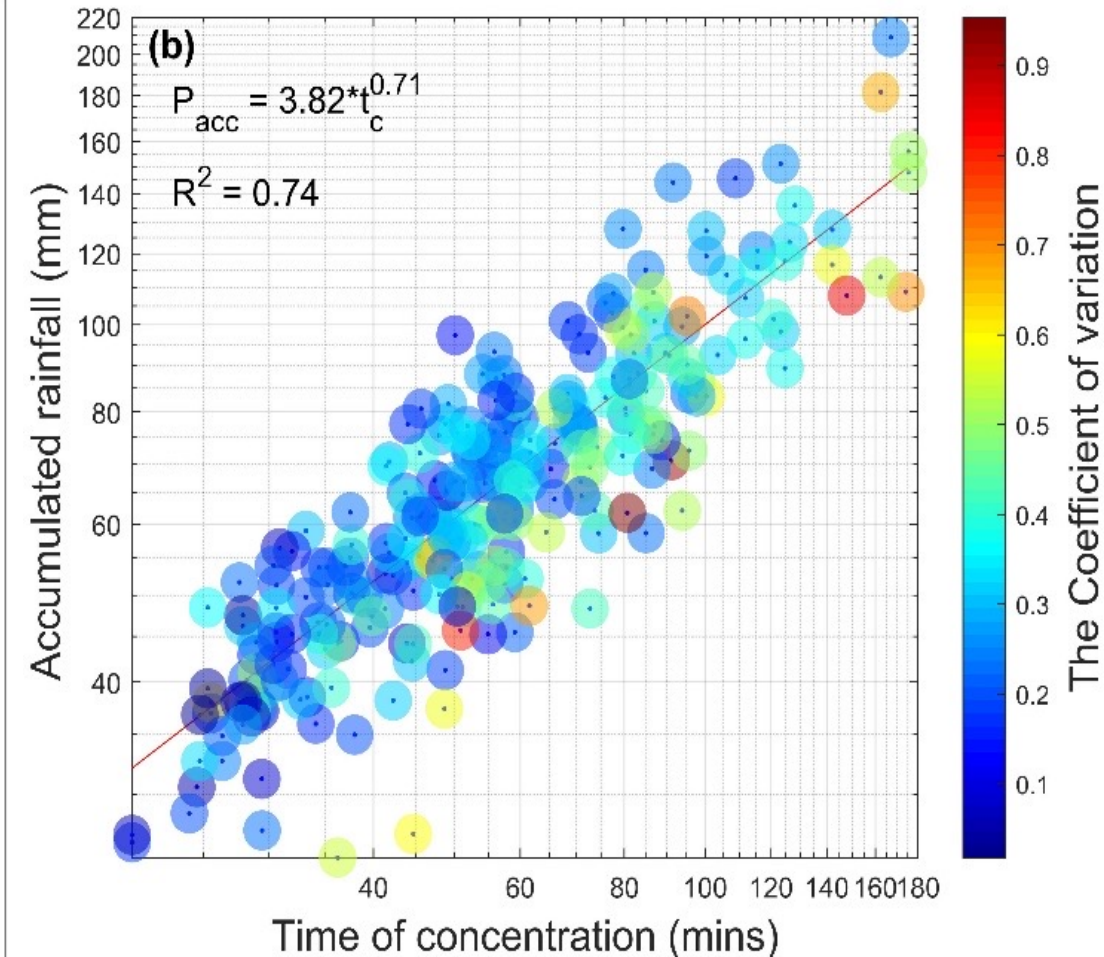 (b)
P_acc = 3.82*t_c^0.71
R^2 = 0.74
220
200
180
160
140
120
100
80
60
40
Accumulated rainfall (mm)
40 60 80 100 120 140 160 180
Time of concentration (mins)
0.9
0.8
0.7
0.6
0.5
0.4
0.3
0.2
0.1
The Coefficient of variation